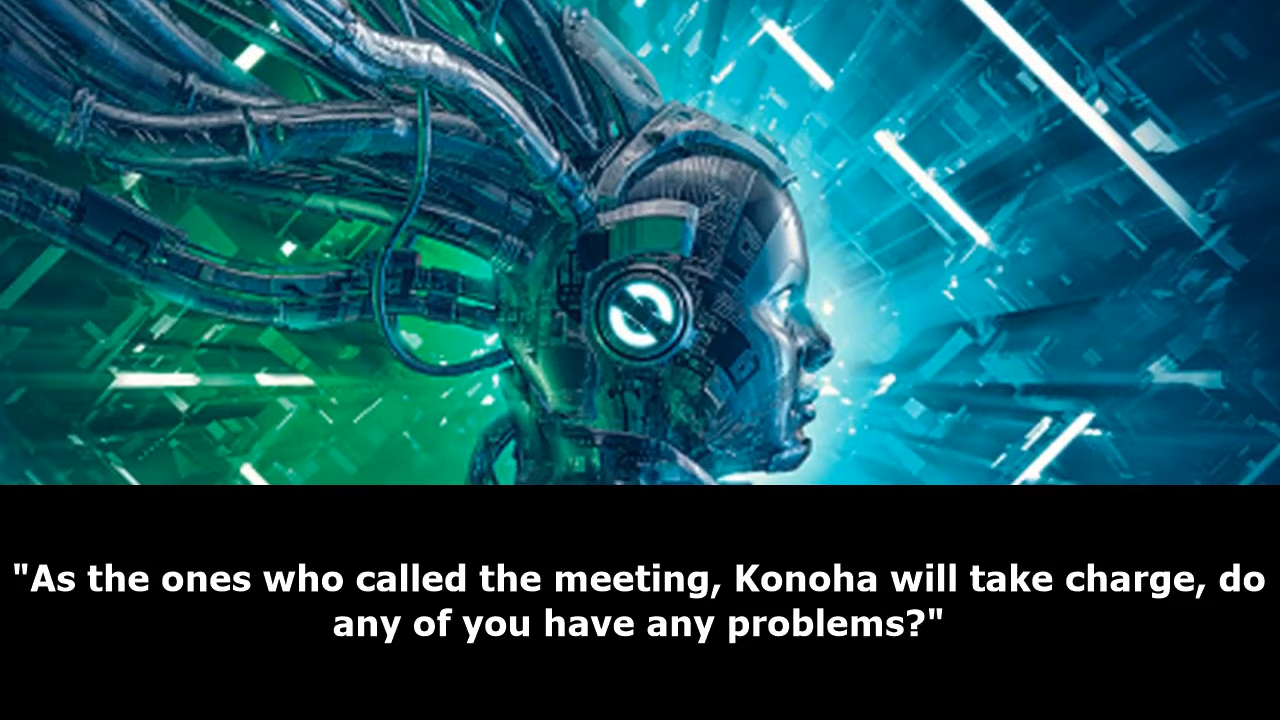 "As the ones who called the meeting, Konoha will take charge, do
any of you have any problems?"